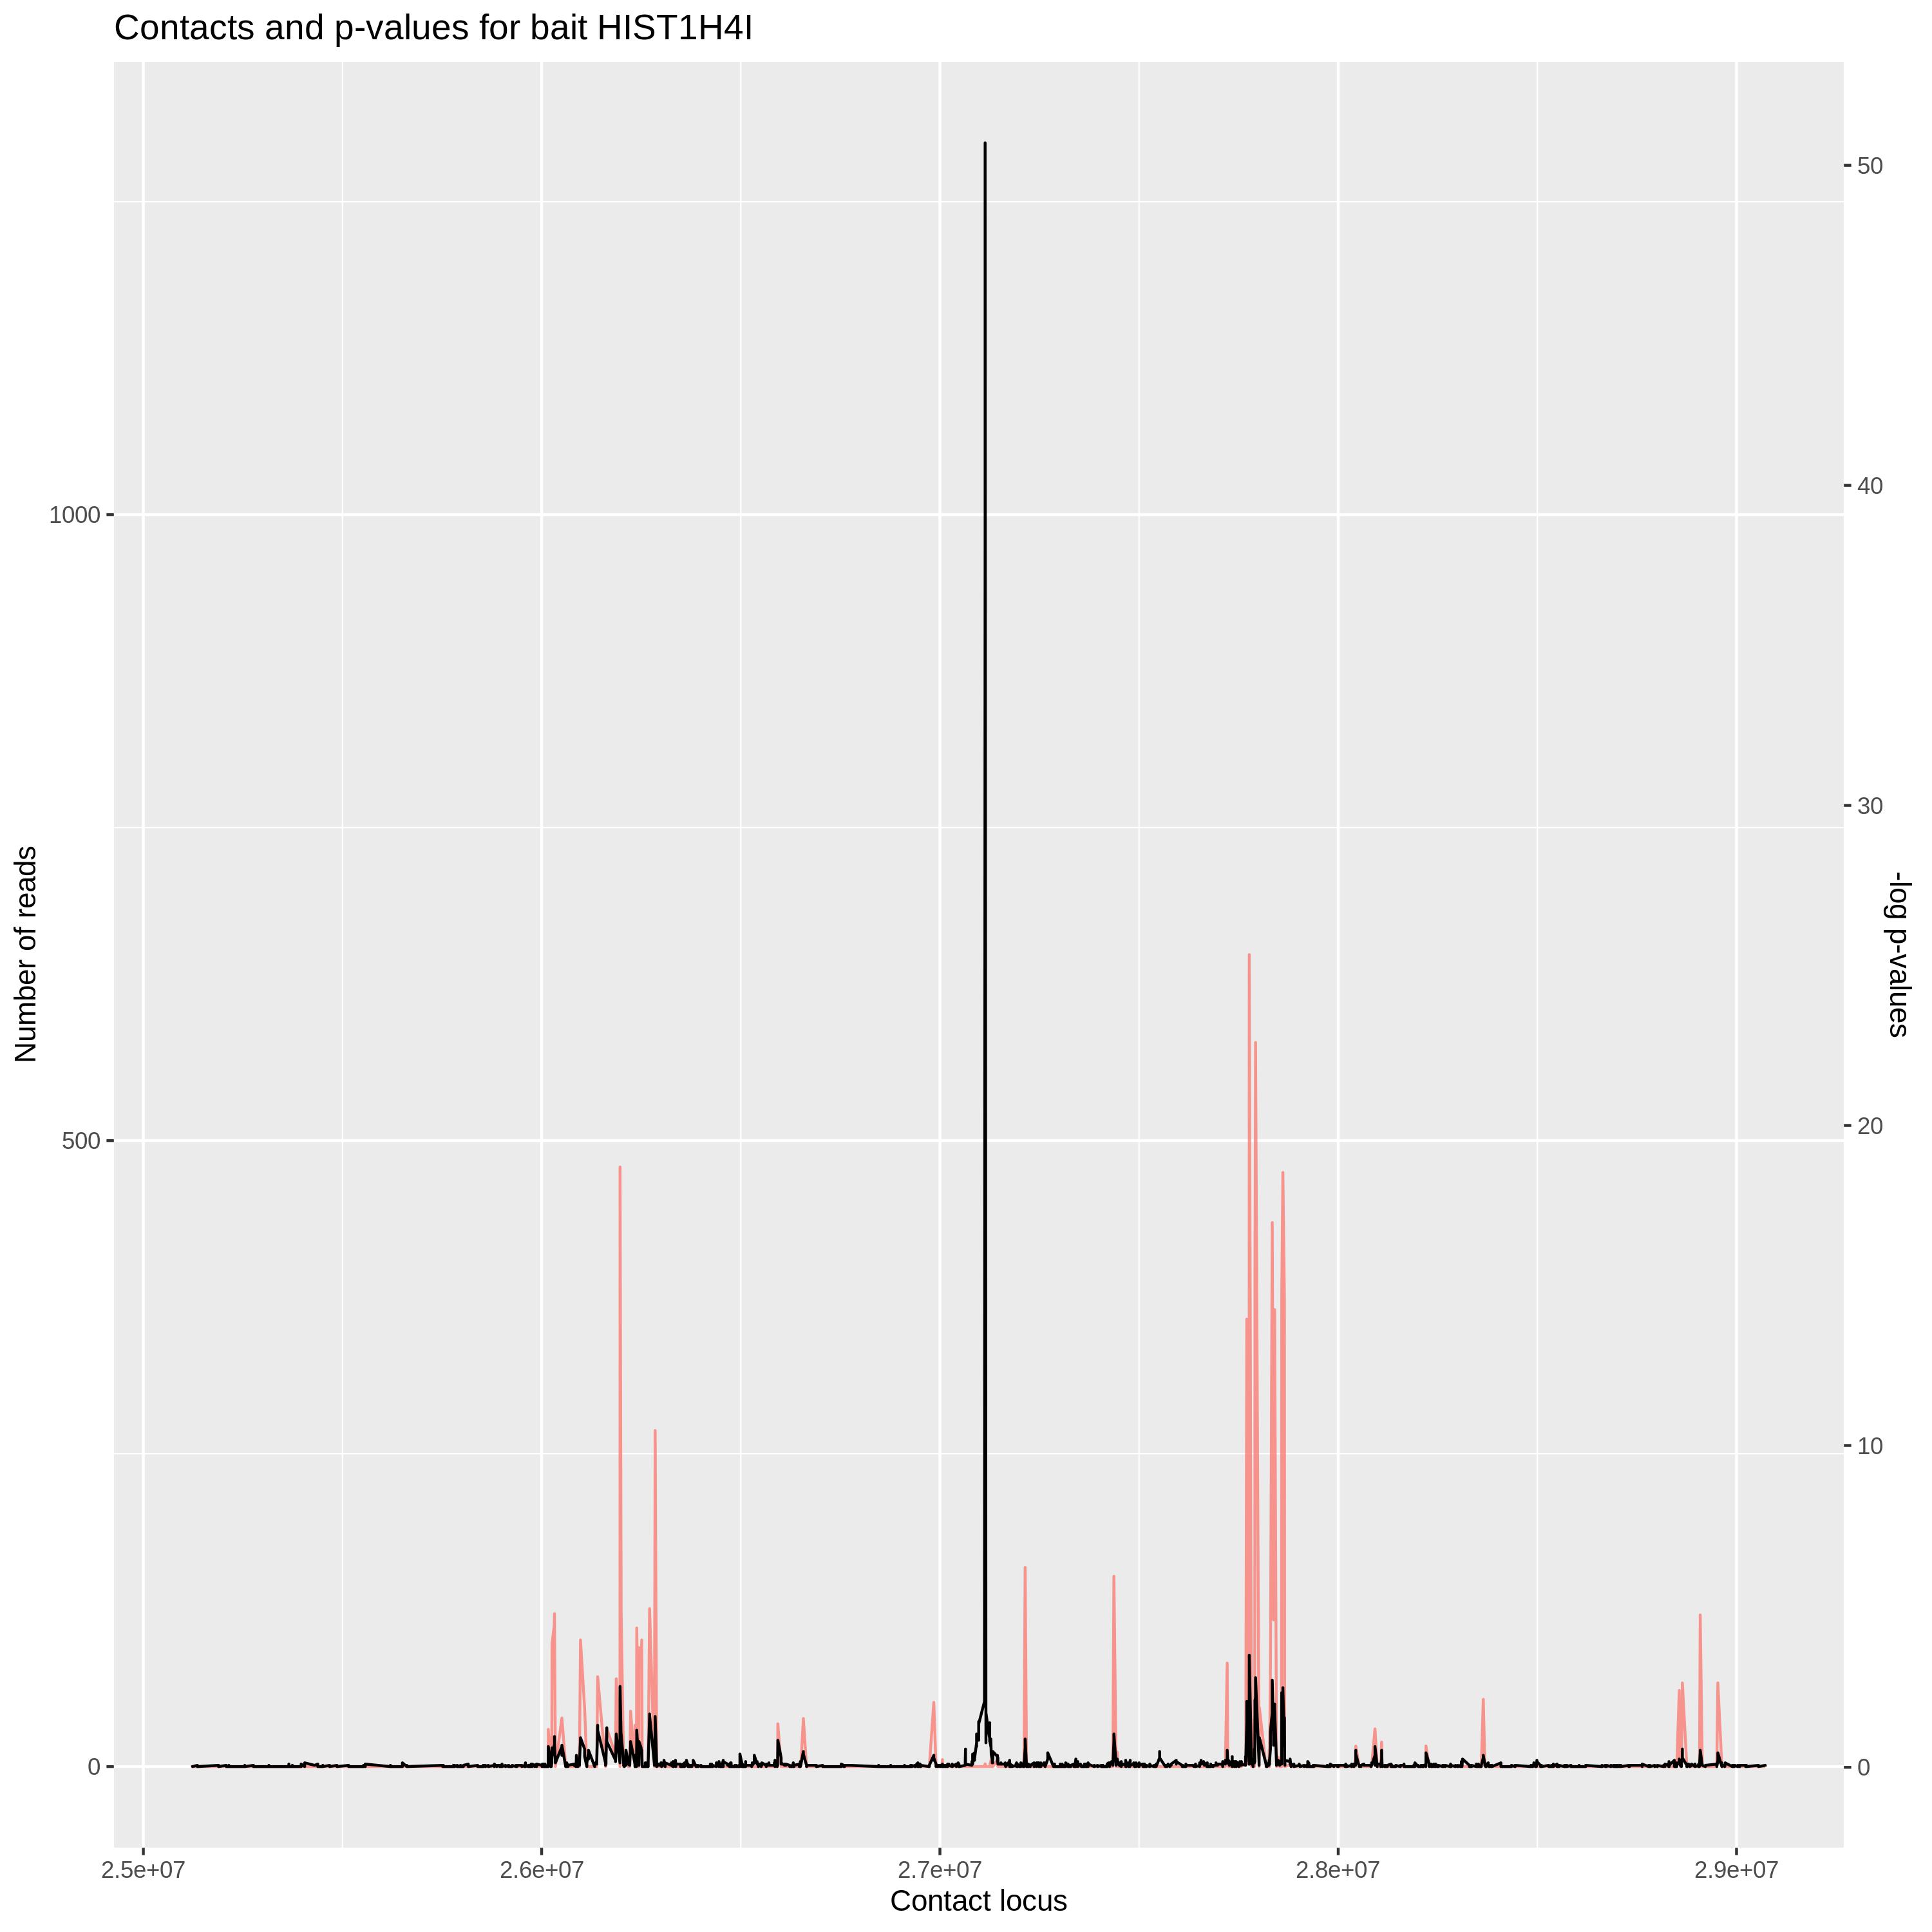 Contacts and p-values for bait HIST1H4I
Number of reads
1000
500
0
50
40
30
20
10
0
-log p-values
2.5e+07 2.6e+07 2.7e+07 2.8e+07 2.9e+07
Contact locus